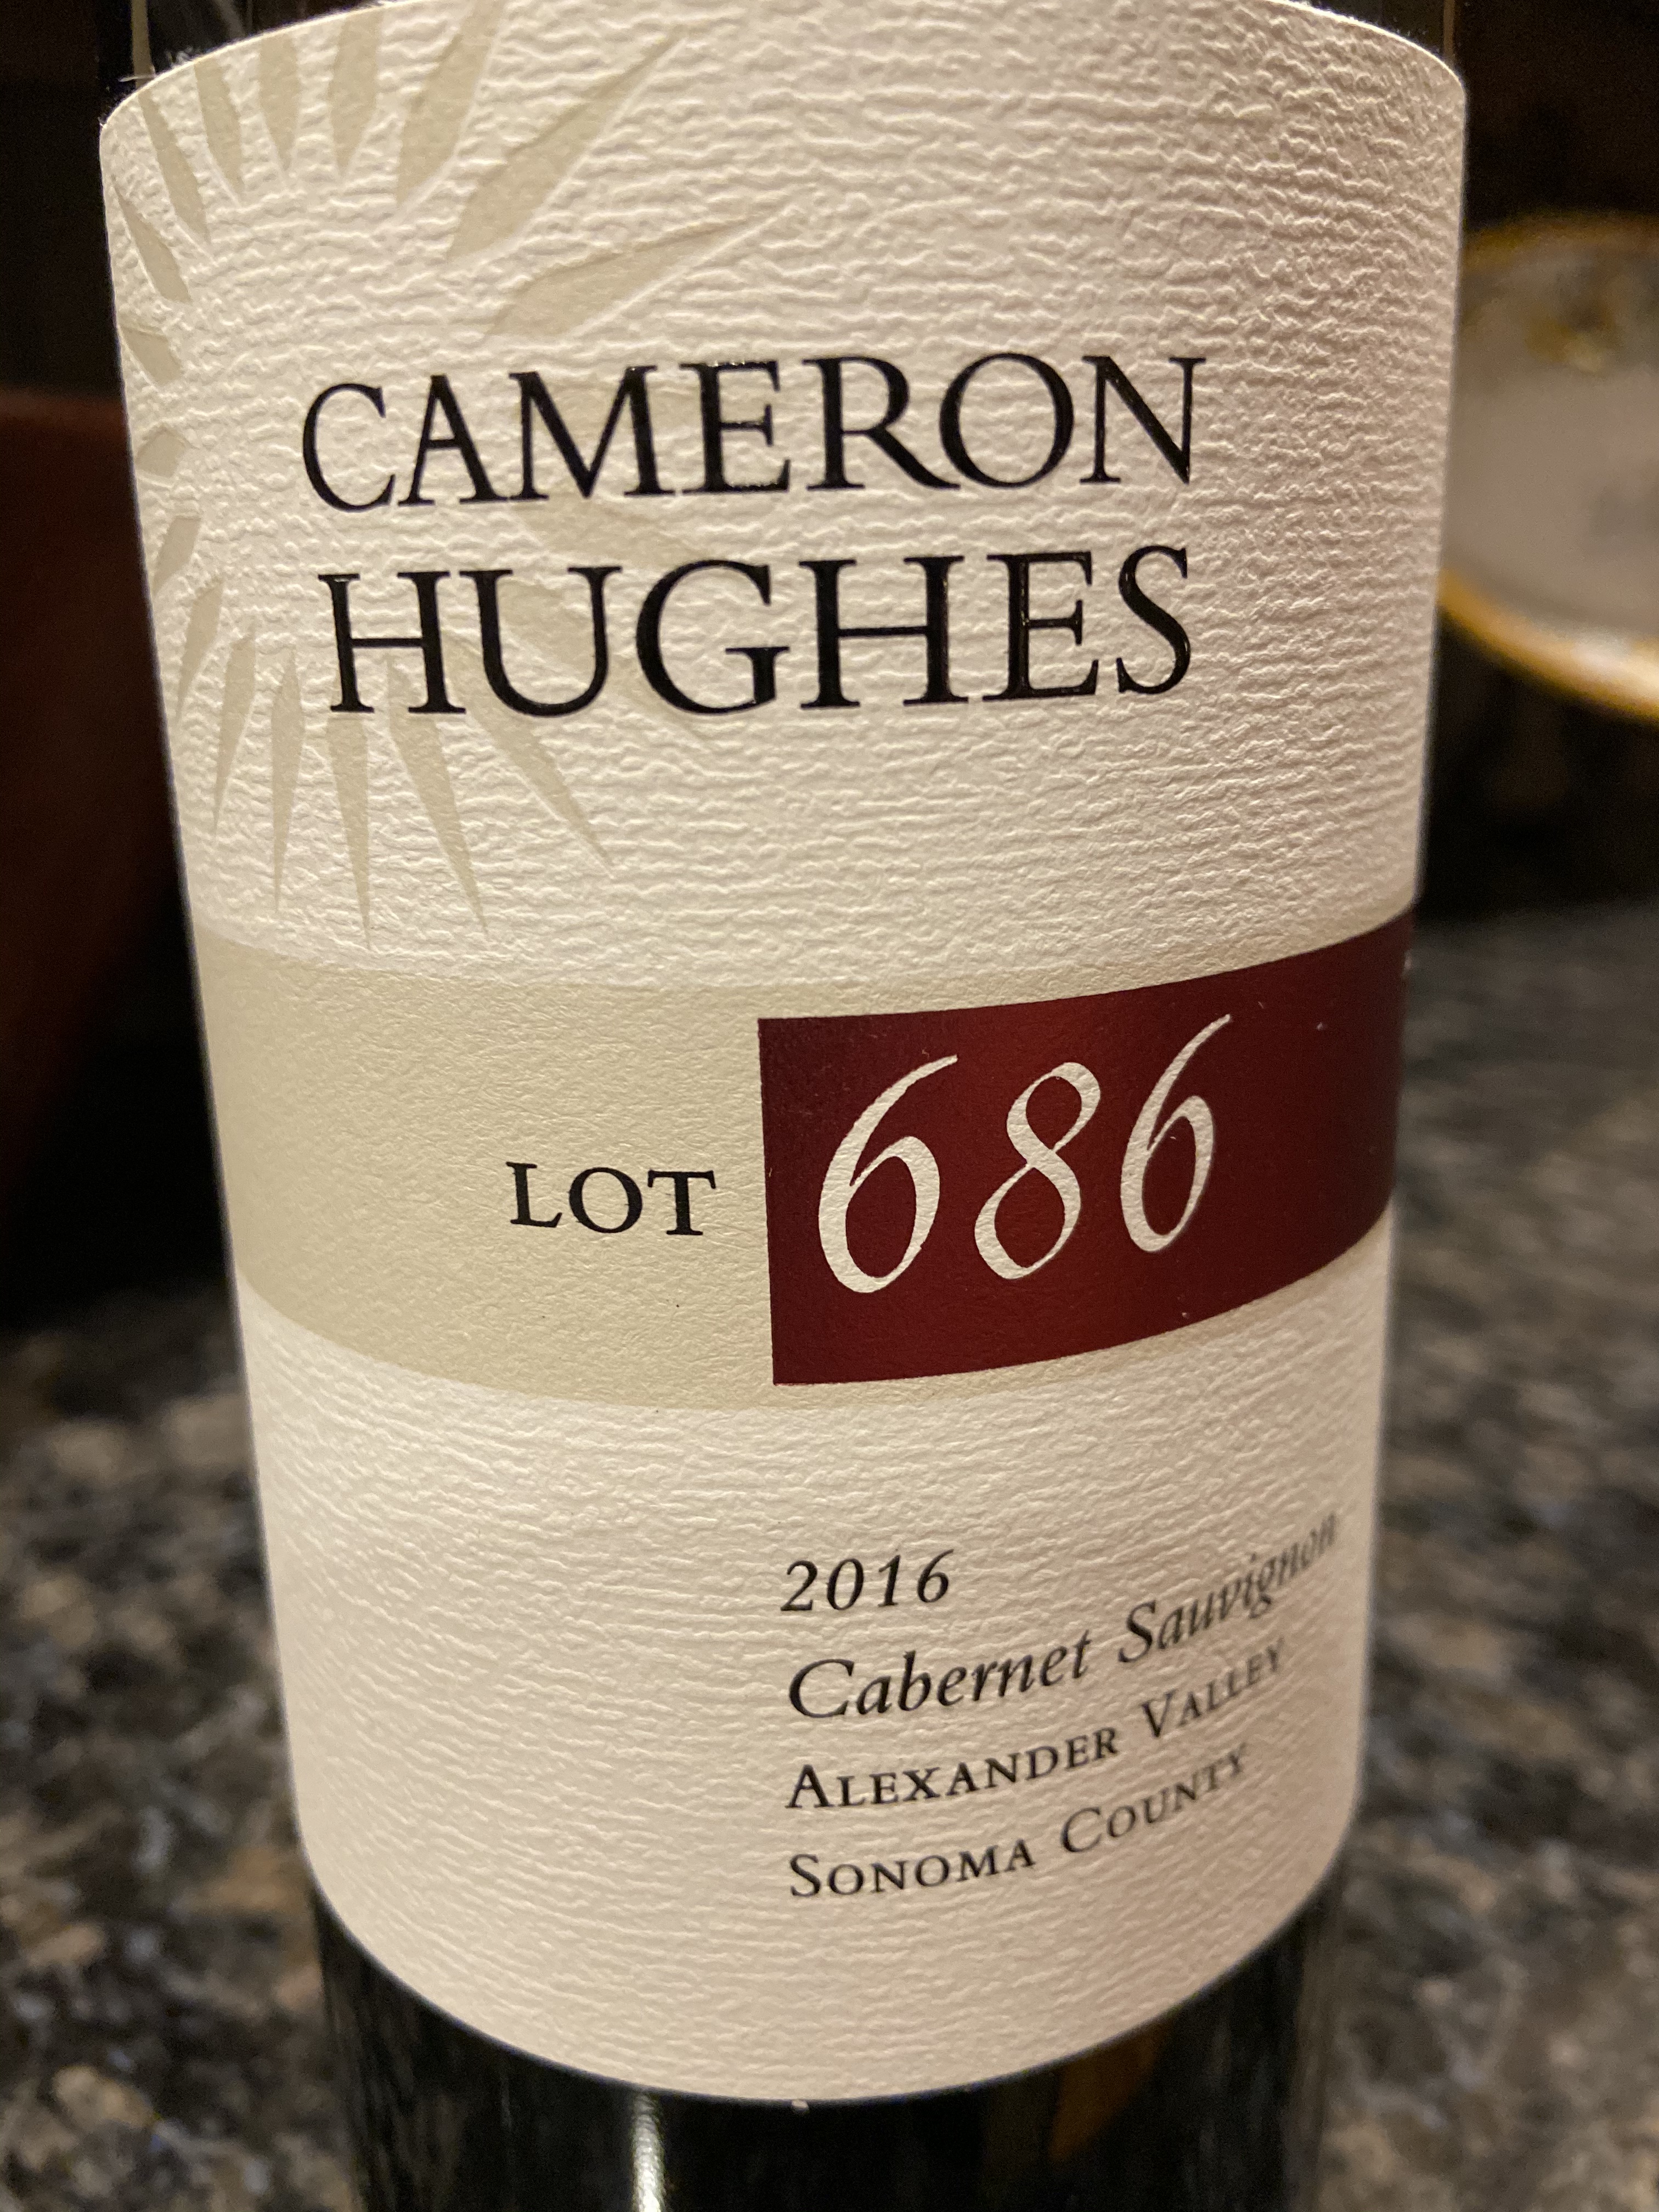 CAMERON
HUGHES
LOT 686
2016
Cabernet Sauvignon
ALEXANDER VALLEY
SONOMA COUNTY